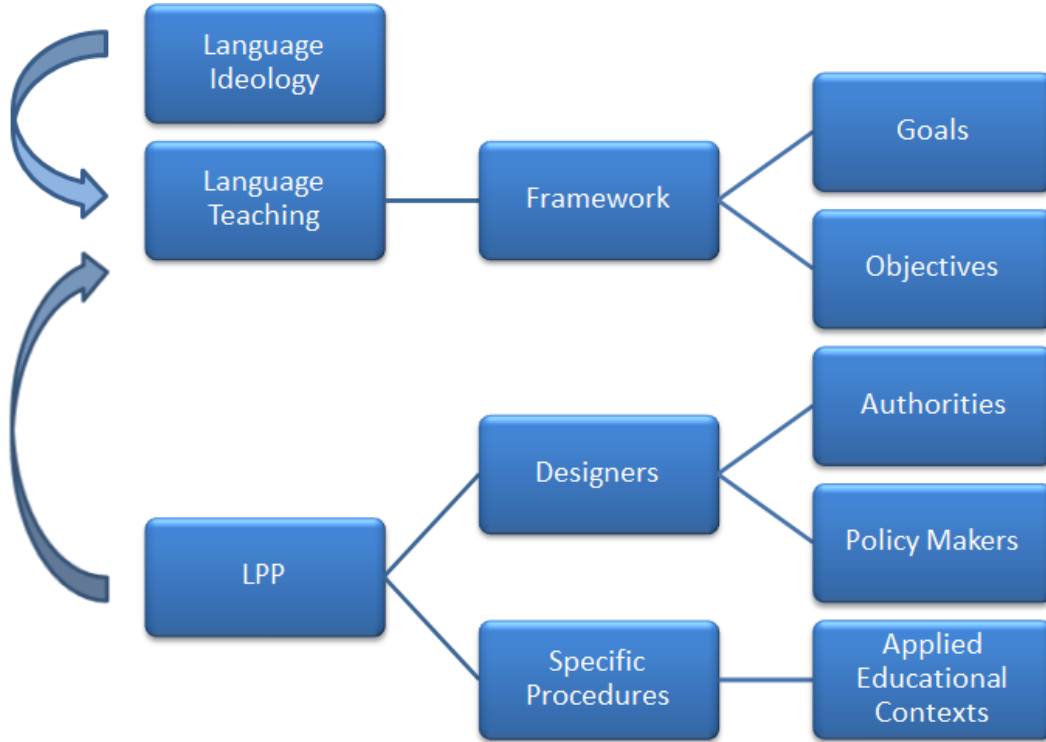 Language
Ideology
Language
Teaching
Framework
Goals
Objectives
LPP
Designers
Authorities
Policy Makers
Specific
Procedures
Applied
Educational
Contexts